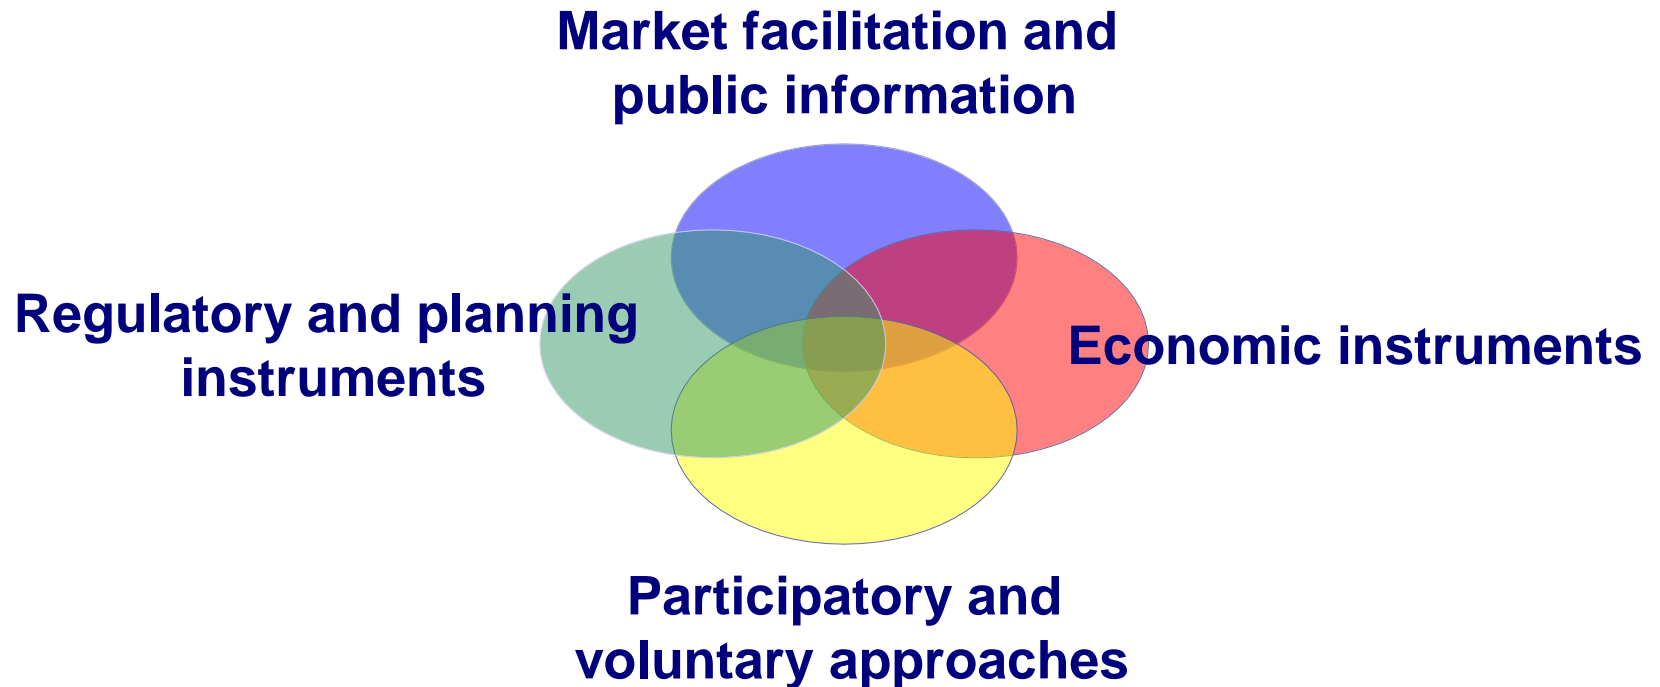 Market facilitation and
public information
Regulatory and planning
instruments
Economic instruments
Participatory and
voluntary approaches